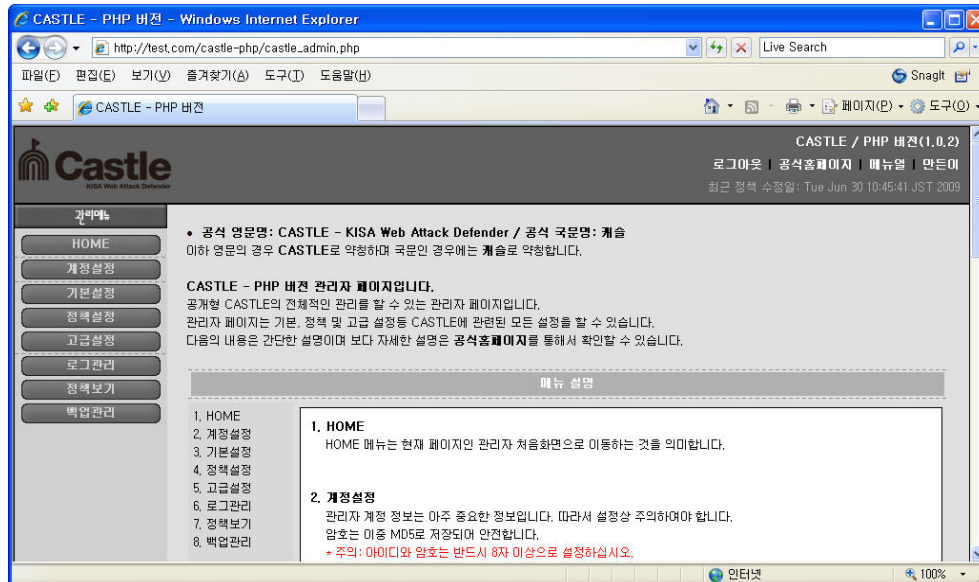 CASTLE - PHP 버전 - Windows Internet Explorer
http://test.com/castle-php/castle_admin.php
Live Search
파일(F) 편집(E) 보기(V) 즐겨찾기(A) 도구(T) 도움말(H)
SnagIt
CASTLE - PHP 버전
페이지(P)
도구(O)
Castle
KISA Web Attack Defender
CASTLE / PHP 버전(1.0.2)
로그아웃 | 공식홈페이지 | 메뉴얼 | 만든이
최근 정책 수정일: Tue Jun 30 10:45:41 JST 2009
관리메뉴
HOME
계정설정
기본설정
정책설정
고급설정
로그관리
정책보기
백업관리
• 공식 영문명: CASTLE - KISA Web Attack Defender / 공식 국문명: 캐슬
이하 영문의 경우 CASTLE로 약칭하며 국문인 경우에는 캐슬로 약칭합니다.
CASTLE - PHP 버전 관리자 페이지입니다.
공개형 CASTLE의 전체적인 관리를 할 수 있는 관리자 페이지입니다.
관리자 페이지는 기본, 정책 및 고급 설정등 CASTLE에 관련된 모든 설정을 할 수 있습니다.
다음의 내용은 간단한 설명이며 보다 자세한 설명은 공식홈페이지를 통해서 확인할 수 있습니다.
메뉴 설명
1. HOME
2. 계정설정
3. 기본설정
4. 정책설정
5. 고급설정
6. 로그관리
7. 정책보기
8. 백업관리
1. HOME
HOME 메뉴는 현재 페이지인 관리자 처음화면으로 이동하는 것을 의미합니다.
2. 계정설정
관리자 계정 정보는 아주 중요한 정보입니다. 따라서 설정상 주의하여야 합니다.
암호는 이중 MD5로 저장되어 안전합니다.
* 주의: 아이디와 암호는 반드시 8자 이상으로 설정하십시오.
인터넷
100%